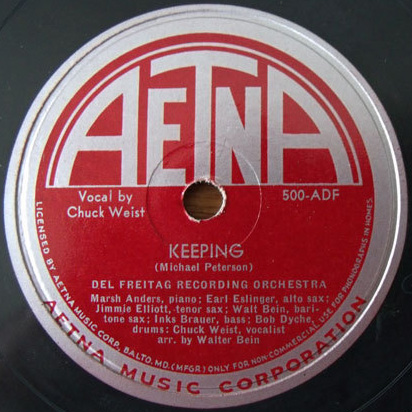 AETNA
Vocal by
Chuck Weist
500-ADF
KEEPING
(Michael Peterson)
DEL FREITAG RECORDING ORCHESTRA
Marsh Anders, piano; Earl Eslinger, alto sax;
Jimmie Elliott, tenor sax; Walt Bein, bari-
tone sax; Inks Brauer, bass; Bob Dyche,
drums: Chuck Weist, vocalist
arr. by Walter Bein
LICENSED BY AETNA MUSIC CORP. BALTO. MD. (MFGR) ONLY FOR NON-COMMERCIAL USE FOR PHONOGRAPHS IN HOMES.
AETNA MUSIC CORPORATION